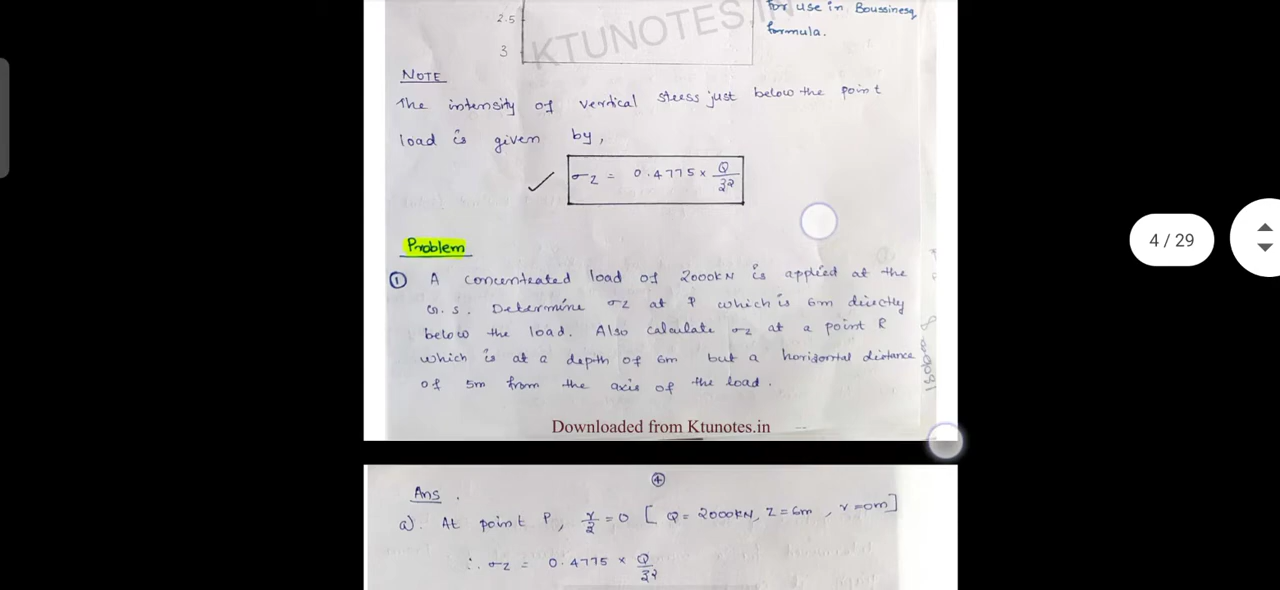 2.5
3
for use in Boussinesq
formula.
KTUNOTES.IN
NOTE
The intensity of vertical stress just below the point
load is given by,
σz = 0.4775 × Q/z²
Problem
① A concentrated load of 2000kN is applied at the
G.S. Determine σz at P which is 6m directly
below the load. Also calculate σz at a point R
which is at a depth of 6m but a horizontal distance
of 5m from the axis of the load.
Downloaded from Ktunotes.in
4 / 29
Ans.
a). At point P, r/z = 0 [ Q = 2000kN, Z = 6m, r = 0m]
∴ σz = 0.4775 × Q/z²